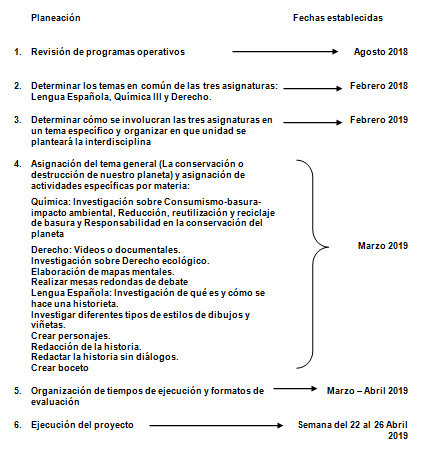 Planeación Fechas establecidas
1. Revisión de programas operativos Agosto 2018
2. Determinar los temas en común de las tres asignaturas: Febrero 2018
Lengua Española, Química III y Derecho.
3. Determinar cómo se involucran las tres asignaturas en Febrero 2019
un tema específico y organizar en que unidad se
planteará la interdisciplina
4. Asignación del tema general (La conservación o
destrucción de nuestro planeta) y asignación de
actividades específicas por materia:
Química: Investigación sobre Consumismo-basura-
impacto ambiental, Reducción, reutilización y reciclaje
de basura y Responsabilidad en la conservación del
planeta
Marzo 2019
Derecho: Videos o documentales.
Investigación sobre Derecho ecológico.
Elaboración de mapas mentales.
Realizar mesas redondas de debate
Lengua Española: Investigación de qué es y cómo se
hace una historieta.
Investigar diferentes tipos de estilos de dibujos y
viñetas.
Crear personajes.
Redacción de la historia.
Redactar la historia sin diálogos.
Crear boceto
5. Organización de tiempos de ejecución y formatos de Marzo – Abril 2019
evaluación
6. Ejecución del proyecto Semana del 22 al 26 Abril
2019